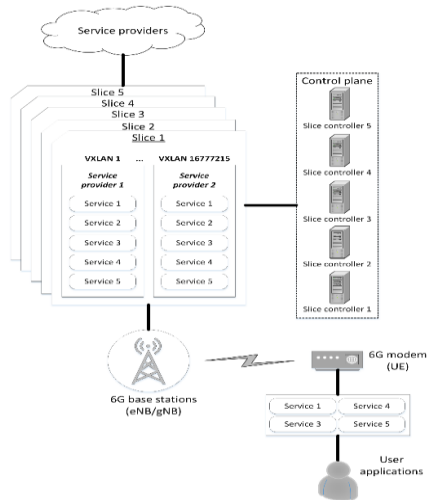 Service providers
Slice 5
Slice 4
Slice 3
Slice 2
Slice 1
VXLAN 1 ... VXLAN 16777215
Service provider 1
Service 1
Service 2
Service 3
Service 4
Service 5
Service provider 2
Service 1
Service 2
Service 3
Service 4
Service 5
Control plane
Slice controller 5
Slice controller 4
Slice controller 3
Slice controller 2
Slice controller 1
6G base stations
(eNB/gNB)
6G modem
(UE)
Service 1
Service 4
Service 3
Service 5
User
applications